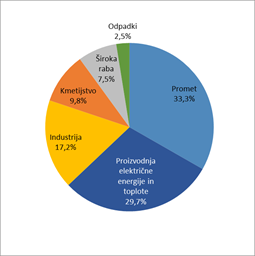 Odpadki
2,5%
Široka
raba
7,5%
Kmetijstvo
9,8%
Promet
33,3%
Industrija
17,2%
Proizvodnja
električne
energije in
toplote
29,7%